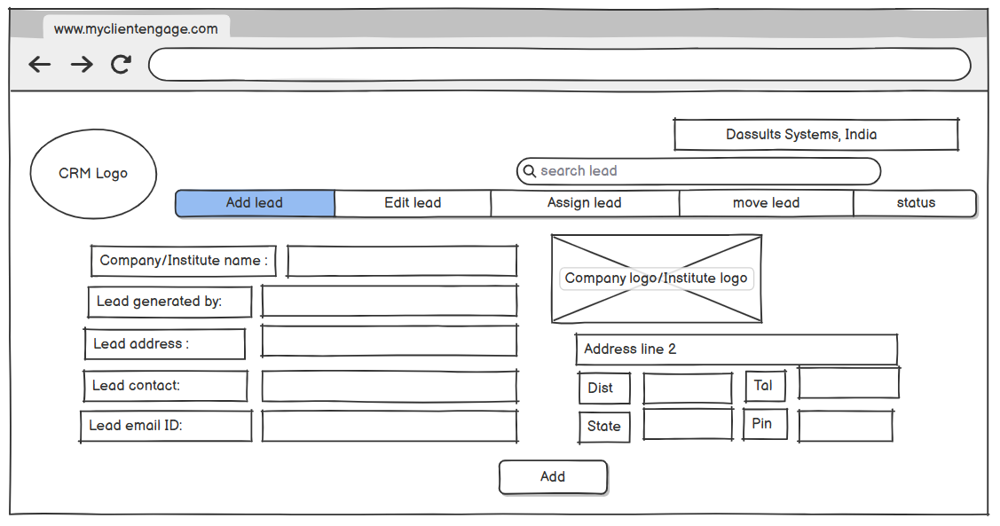 www.myclientengage.com
Dassults Systems, India
CRM Logo
search lead
Add lead Edit lead Assign lead move lead status
Company/Institute name :
Company logo/Institute logo
Lead generated by:
Lead address :
Address line 2
Lead contact:
Dist Tal
Lead email ID:
State Pin
Add